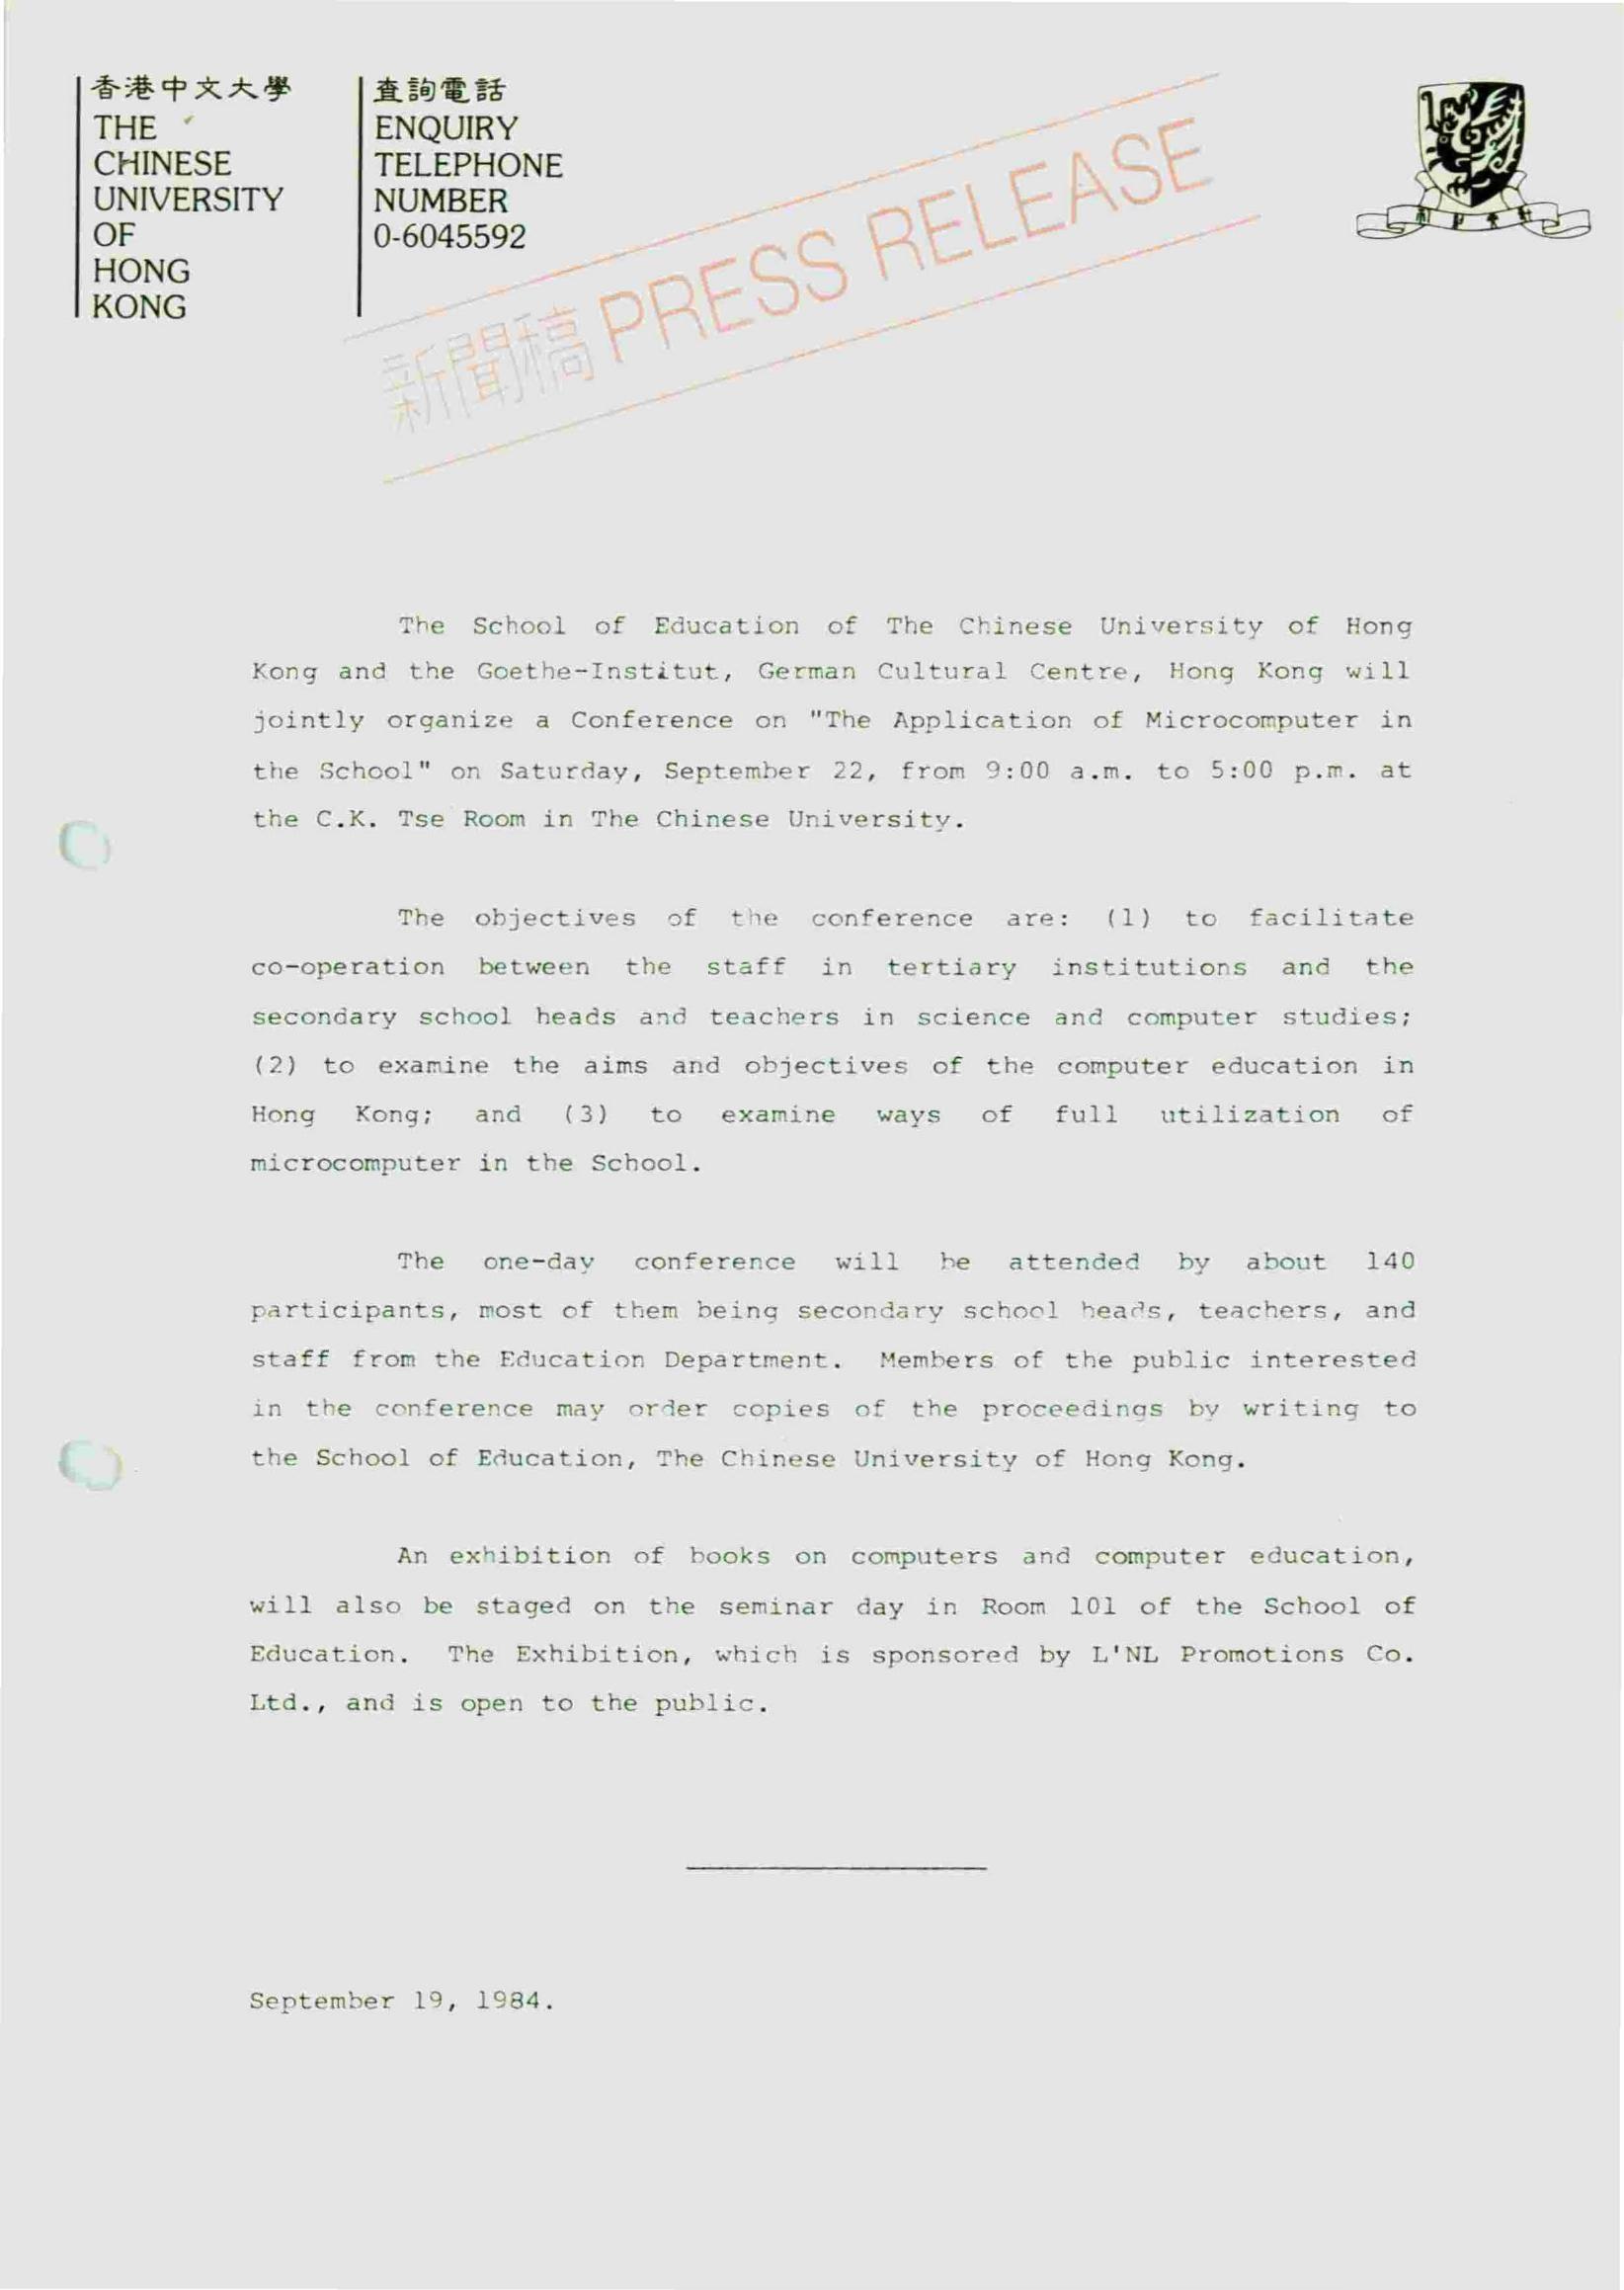 香港中文大學
THE
CHINESE
UNIVERSITY
OF
HONG
KONG
查詢電話
ENQUIRY
TELEPHONE
NUMBER
0-6045592
新聞稿 PRESS RELEASE
The School of Education of The Chinese University of Hong
Kong and the Goethe-Institut, German Cultural Centre, Hong Kong will
jointly organize a Conference on "The Application of Microcomputer in
the School" on Saturday, September 22, from 9:00 a.m. to 5:00 p.m. at
the C.K. Tse Room in The Chinese University.
The objectives of the conference are: (1) to facilitate
co-operation between the staff in tertiary institutions and the
secondary school heads and teachers in science and computer studies;
(2) to examine the aims and objectives of the computer education in
Hong Kong; and (3) to examine ways of full utilization of
microcomputer in the School.
The one-day conference will be attended by about 140
participants, most of them being secondary school heads, teachers, and
staff from the Education Department. Members of the public interested
in the conference may order copies of the proceedings by writing to
the School of Education, The Chinese University of Hong Kong.
An exhibition of books on computers and computer education,
will also be staged on the seminar day in Room 101 of the School of
Education. The Exhibition, which is sponsored by L'NL Promotions Co.
Ltd., and is open to the public.
September 19, 1984.